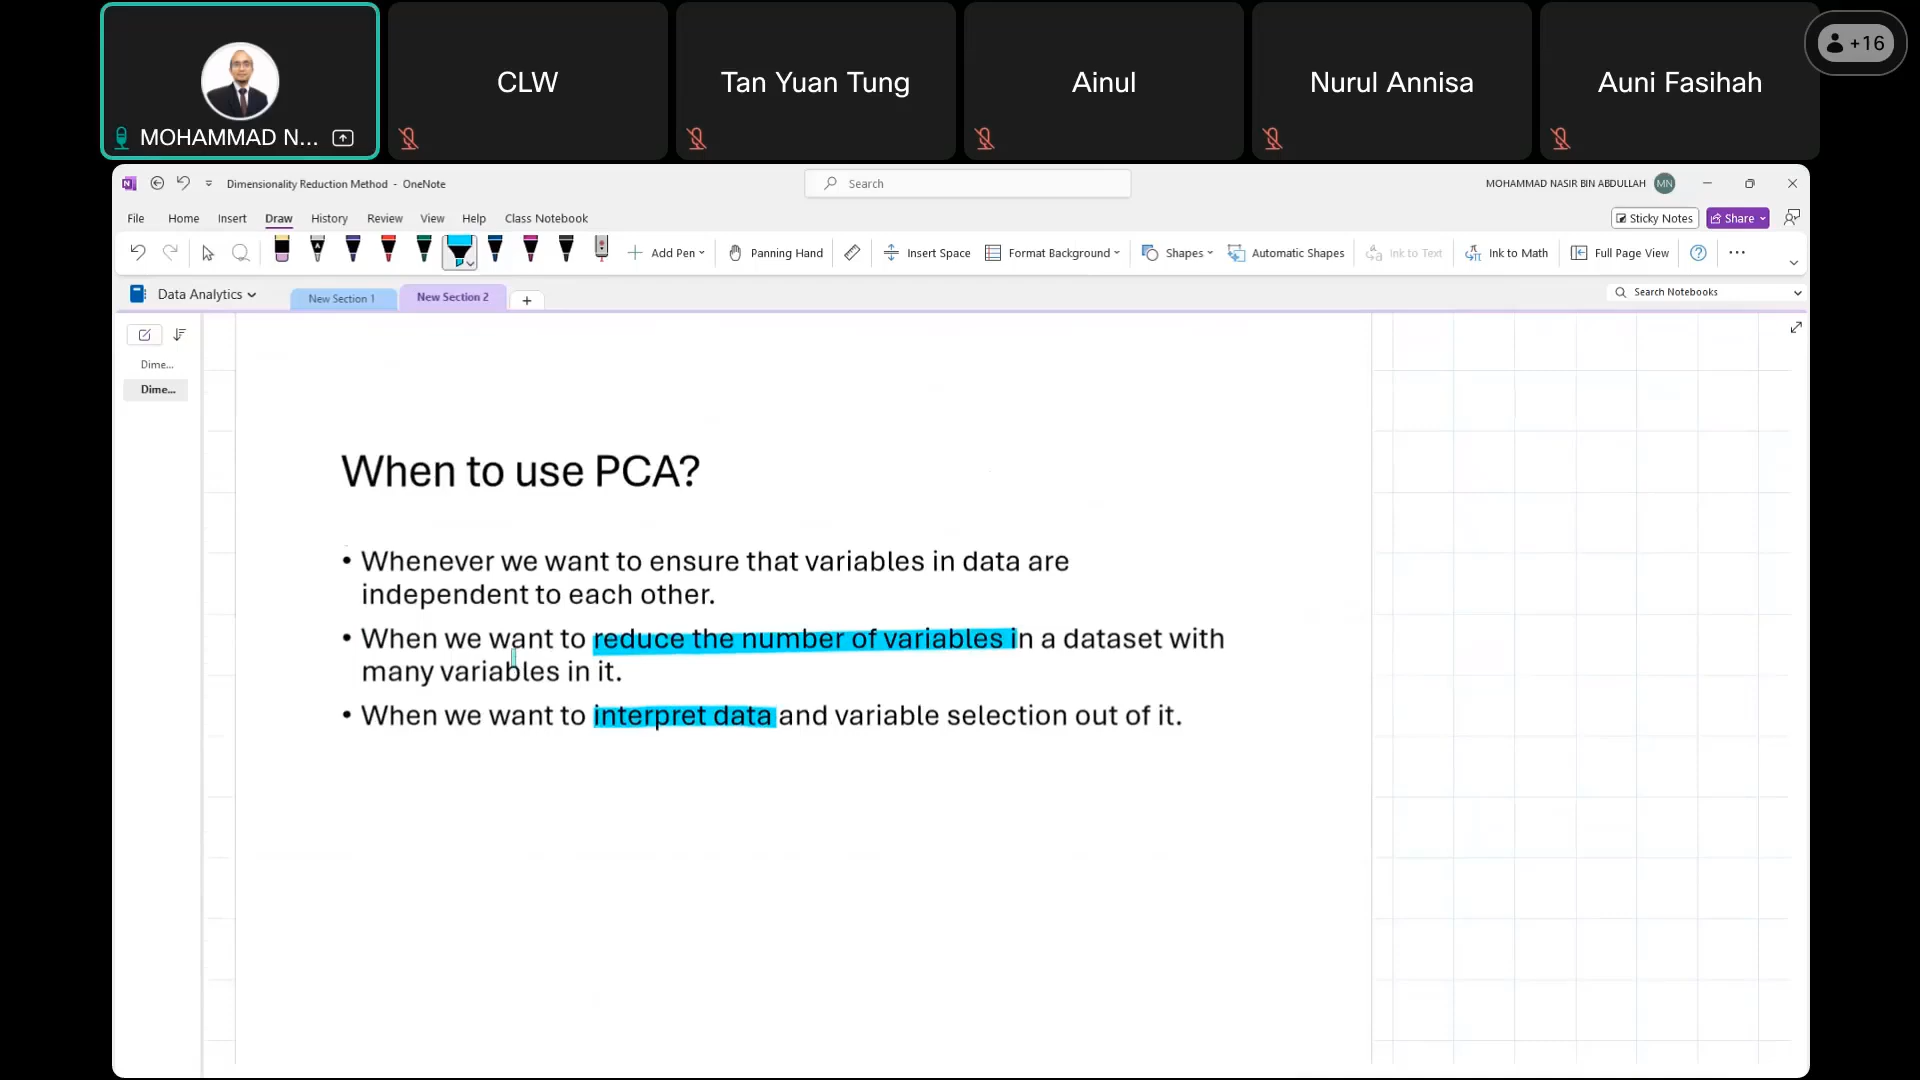 MOHAMMAD N...
CLW
Tan Yuan Tung
Ainul
Nurul Annisa
Auni Fasihah
+16
Dimensionality Reduction Method - OneNote
Search
MOHAMMAD NASIR BIN ABDULLAH
MN
File Home Insert Draw History Review View Help Class Notebook
Sticky Notes
Share
Add Pen
Panning Hand
Insert Space
Format Background
Shapes
Automatic Shapes
Ink to Text
Ink to Math
Full Page View
Data Analytics
New Section 1
New Section 2
Search Notebooks
Dime...
Dime...
When to use PCA?
• Whenever we want to ensure that variables in data are
independent to each other.
• When we want to reduce the number of variables in a dataset with
many variables in it.
• When we want to interpret data and variable selection out of it.